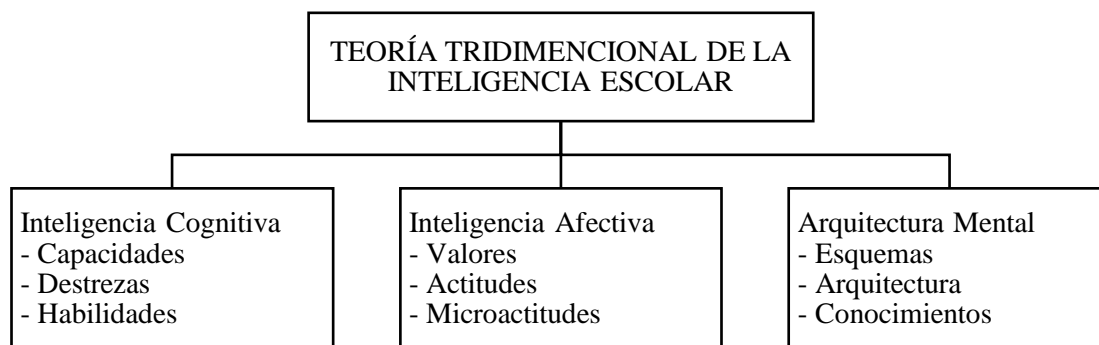 TEORÍA TRIDIMENCIONAL DE LA
INTELIGENCIA ESCOLAR
Inteligencia Cognitiva
- Capacidades
- Destrezas
- Habilidades
Inteligencia Afectiva
- Valores
- Actitudes
- Microactitudes
Arquitectura Mental
- Esquemas
- Arquitectura
- Conocimientos